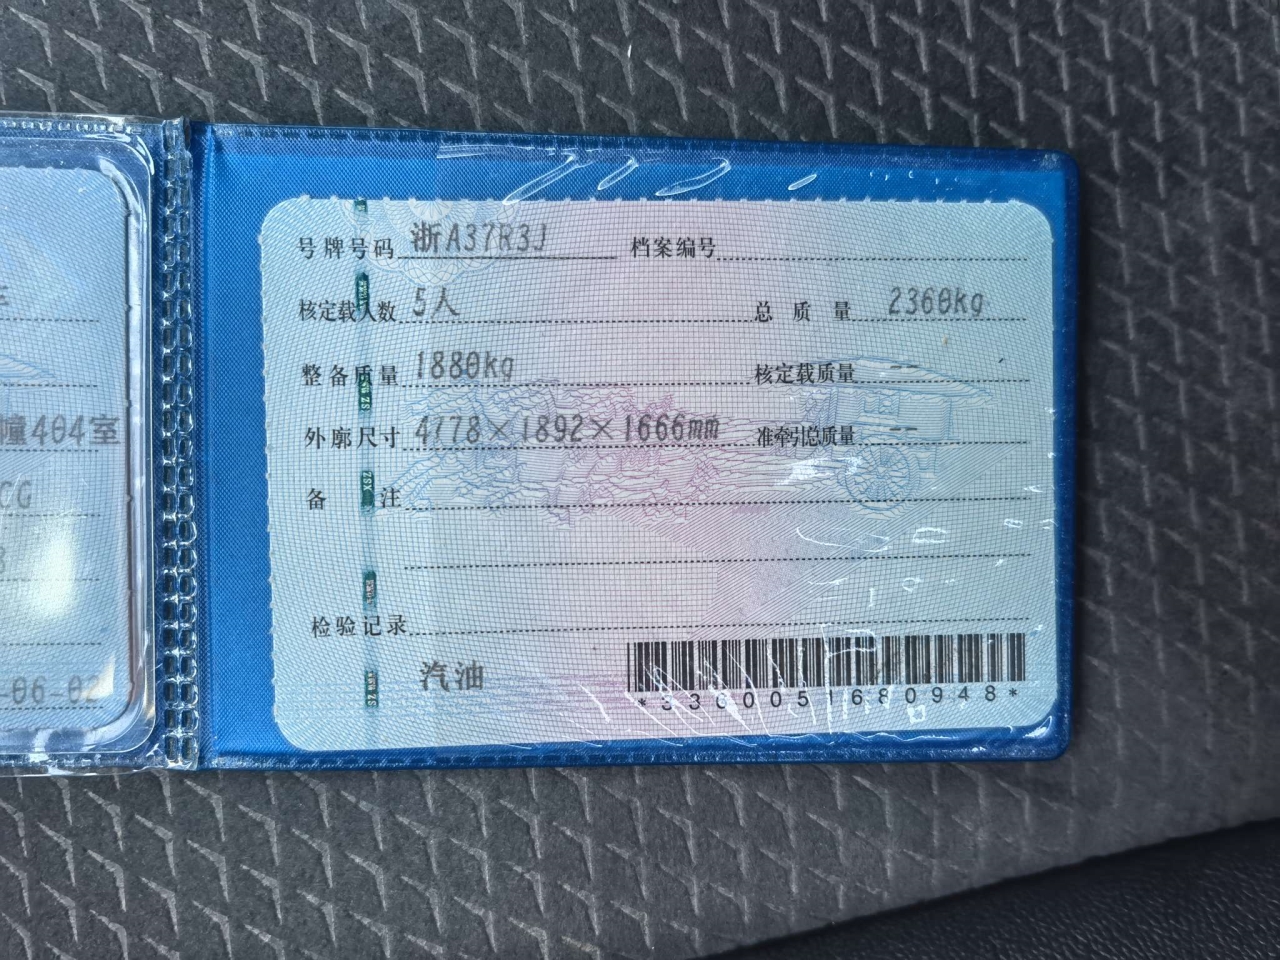 号牌号码 浙A37R3J 档案编号
核定载人数 5人 总质量 2360kg
整备质量 1880kg 核定载质量 --
外廓尺寸 4778×1892×1666mm 准牵引总质量 --
备注
检验记录
汽油
*3300051680948*
幢404室
CG
-06-02